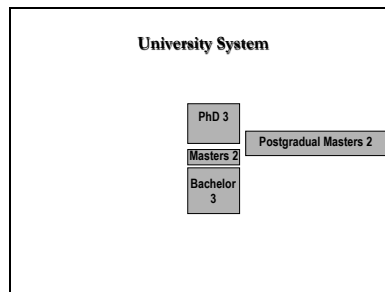 University System
PhD 3
Postgradual Masters 2
Masters 2
Bachelor
3